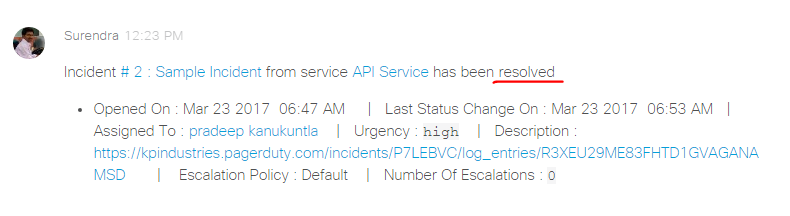 Surendra 12:23 PM
Incident # 2 : Sample Incident from service API Service has been resolved
• Opened On : Mar 23 2017 06:47 AM | Last Status Change On : Mar 23 2017 06:53 AM |
Assigned To : pradeep kanukuntla | Urgency : high | Description :
https://kpindustries.pagerduty.com/incidents/P7LEBVC/log_entries/R3XEU29ME83FHTD1GVAGANA
MSD | Escalation Policy : Default | Number Of Escalations : 0